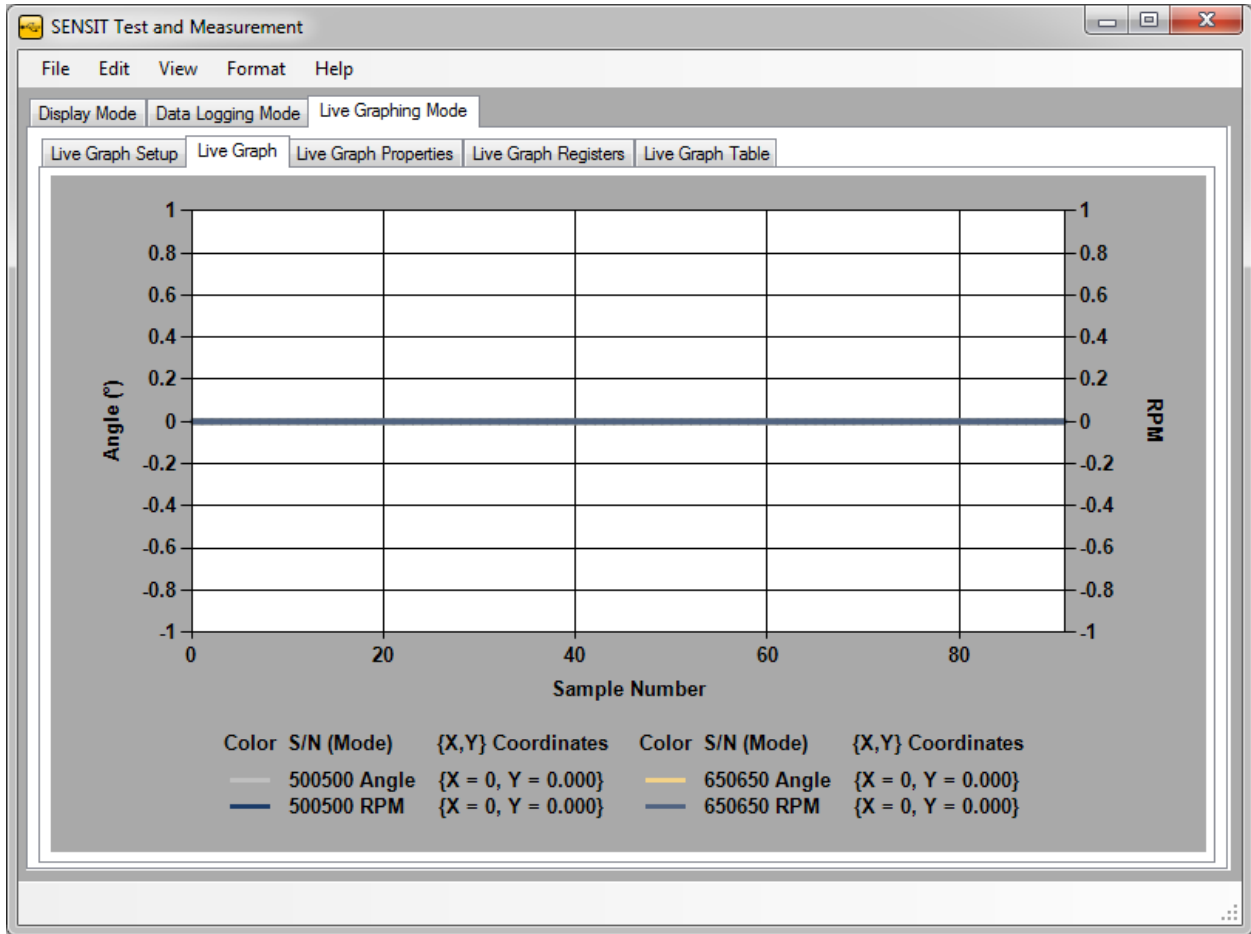 SENSIT Test and Measurement
File Edit View Format Help
Display Mode Data Logging Mode Live Graphing Mode
Live Graph Setup Live Graph Live Graph Properties Live Graph Registers Live Graph Table
1 1
0.8 0.8
0.6 0.6
0.4 0.4
0.2 0.2
0 0
-0.2 -0.2
-0.4 -0.4
-0.6 -0.6
-0.8 -0.8
-1 -1
Angle (º)
RPM
0 20 40 60 80
Sample Number
Color S/N (Mode) {X,Y} Coordinates Color S/N (Mode) {X,Y} Coordinates
500500 Angle {X = 0, Y = 0.000} 650650 Angle {X = 0, Y = 0.000}
500500 RPM {X = 0, Y = 0.000} 650650 RPM {X = 0, Y = 0.000}